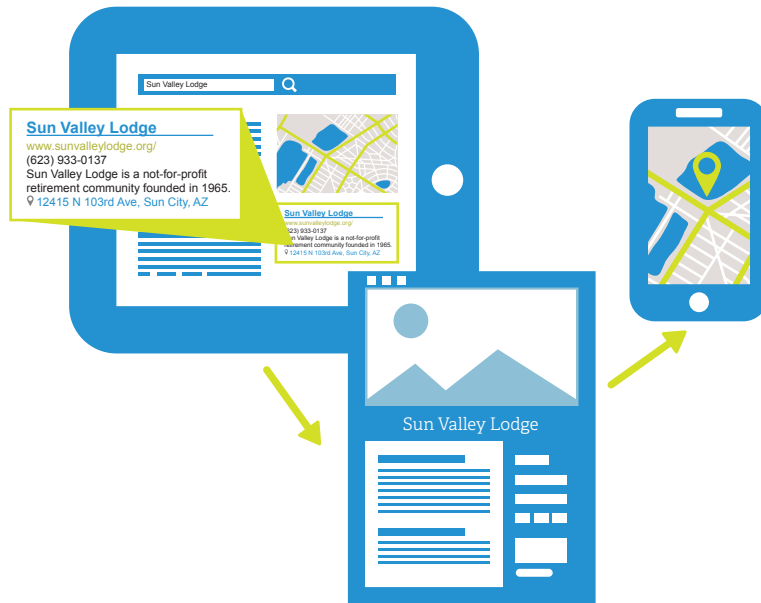 Sun Valley Lodge
Sun Valley Lodge
www.sunvalleylodge.org/
(623) 933-0137
Sun Valley Lodge is a not-for-profit
retirement community founded in 1965.
12415 N 103rd Ave, Sun City, AZ
Sun Valley Lodge
www.sunvalleylodge.org/
623) 933-0137
Sun Valley Lodge is a not-for-profit
retirement community founded in 1965.
12415 N 103rd Ave, Sun City, AZ
Sun Valley Lodge